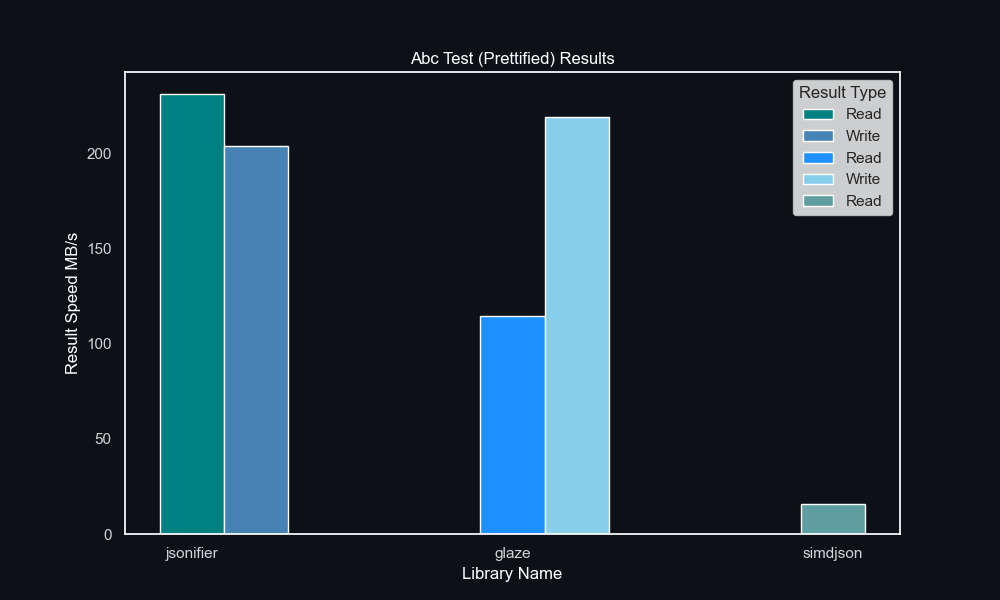 Abc Test (Prettified) Results
Result Type
Read
Write
Read
Write
Read
200
150
100
50
0
Result Speed MB/s
jsonifier
glaze
simdjson
Library Name